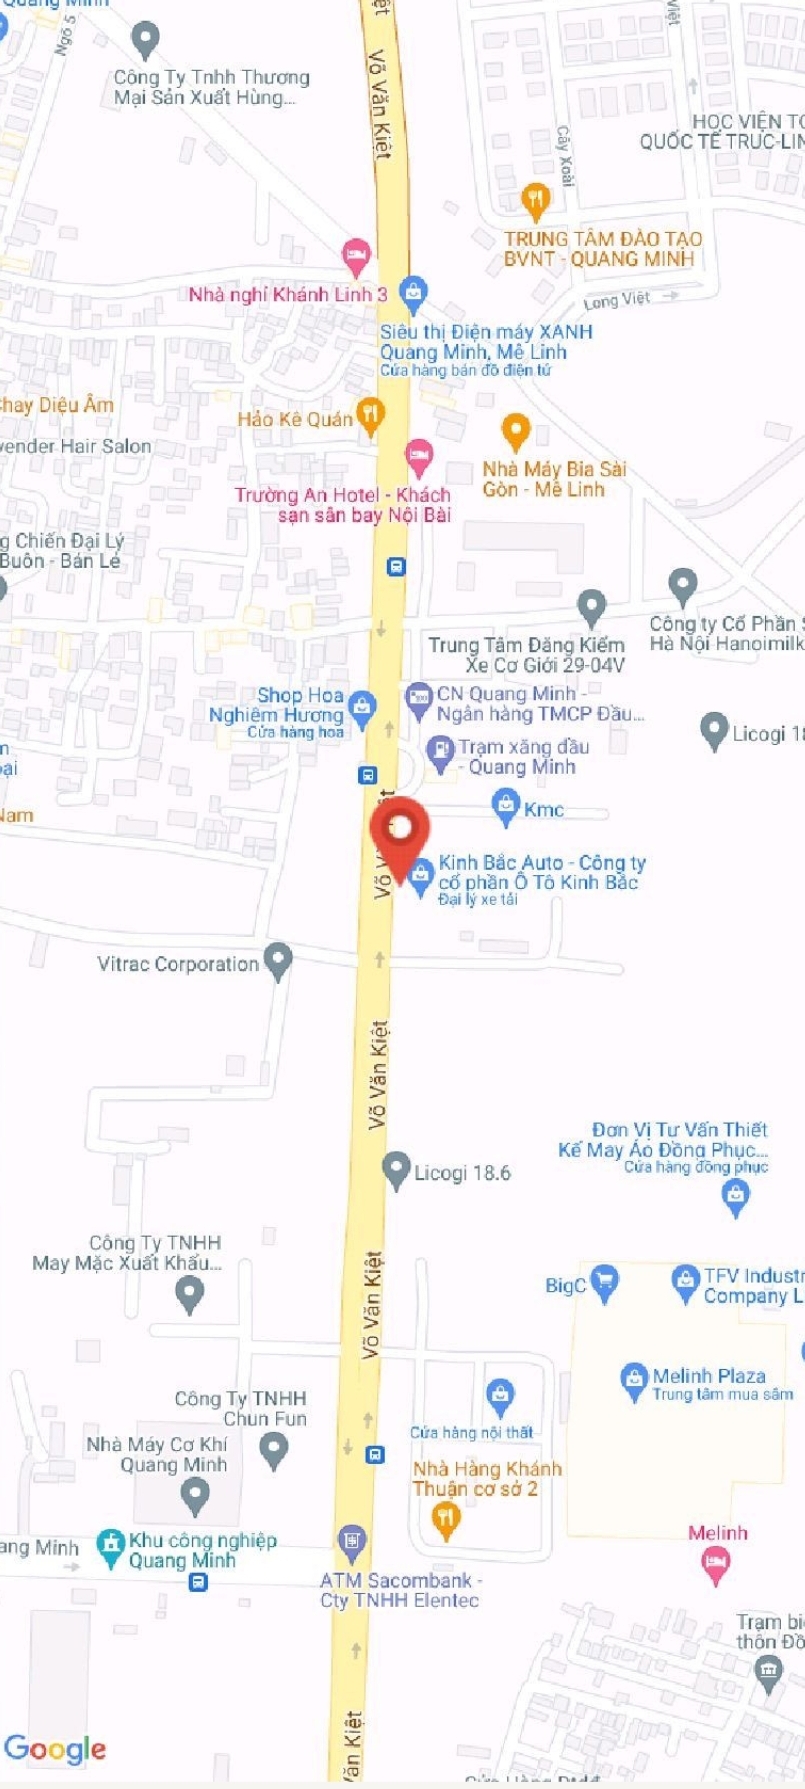 Quang Minh
Ngõ 5
Việt
Võ Văn Kiệt
Công Ty Tnhh Thương
Mại Sản Xuất Hùng...
HỌC VIỆN
QUỐC TẾ TRUC-LIN
Cây Xoài
TRUNG TÂM ĐÀO TẠO
BVNT - QUANG MINH
Nhà nghỉ Khánh Linh 3
Long Việt
Siêu thị Điện máy XANH
Quang Minh, Mê Linh
Cửa hàng bán đồ điện tử
Chay Diệu Âm
Hảo Kê Quán
vender Hair Salon
Nhà Máy Bia Sài
Gòn - Mê Linh
Trường An Hotel - Khách
sạn sân bay Nội Bài
g Chiến Đại Lý
Buôn - Bán Lẻ
Công ty Cổ Phần
Hà Nội Hanoimilk
Trung Tâm Đăng Kiểm
Xe Cơ Giới 29-04V
Shop Hoa
Nghiêm Hương
Cửa hàng hoa
CN Quang Minh -
Ngân hàng TMCP Đầu...
Licogi 18
Trạm xăng dầu
- Quang Minh
Nam
Kmc
Võ V
Kinh Bắc Auto - Công ty
cổ phần Ô Tô Kinh Bắc
Đại lý xe tải
Vitrac Corporation
Võ Văn Kiệt
Đơn Vị Tư Vấn Thiết
Kế May Áo Đồng Phục...
Cửa hàng đồng phục
Licogi 18.6
Công Ty TNHH
May Mặc Xuất Khẩu...
Võ Văn Kiệt
BigC
TFV Industr
Company L
Melinh Plaza
Trung tâm mua sắm
Công Ty TNHH
Chun Fun
Cửa hàng nội thất
Nhà Máy Cơ Khí
Quang Minh
Nhà Hàng Khánh
Thuận cơ sở 2
ang Minh
Khu công nghiệp
Quang Minh
Melinh
ATM Sacombank -
Cty TNHH Elentec
Trạm bi
thôn Đồ
Văn Kiệt
Google